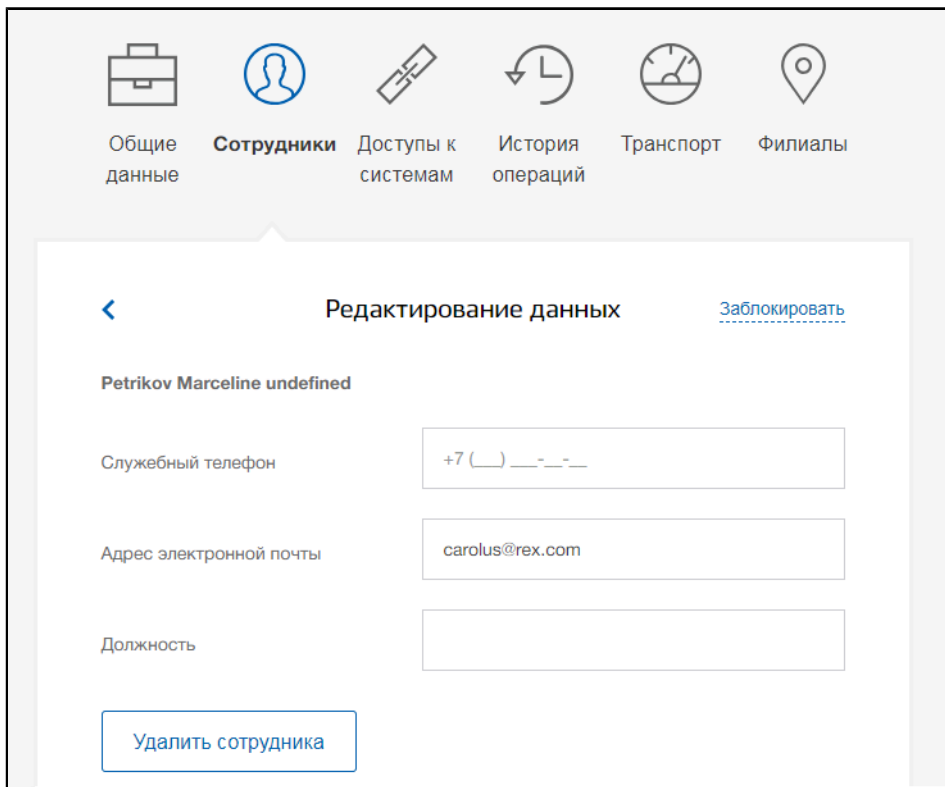 Общие данные
Сотрудники
Доступы к системам
История операций
Транспорт
Филиалы
Редактирование данных
Заблокировать
Petrikov Marceline undefined
Служебный телефон
+7 (___) ___-__-__
Адрес электронной почты
carolus@rex.com
Должность
Удалить сотрудника